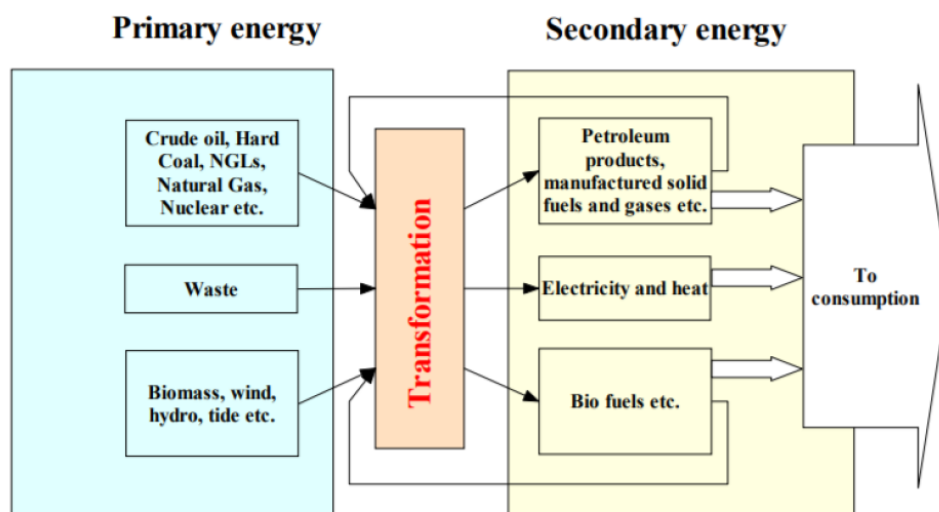 Primary energy
Secondary energy
Crude oil, Hard
Coal, NGLs,
Natural Gas,
Nuclear etc.
Waste
Biomass, wind,
hydro, tide etc.
Transformation
Petroleum
products,
manufactured solid
fuels and gases etc.
Electricity and heat
Bio fuels etc.
To
consumption